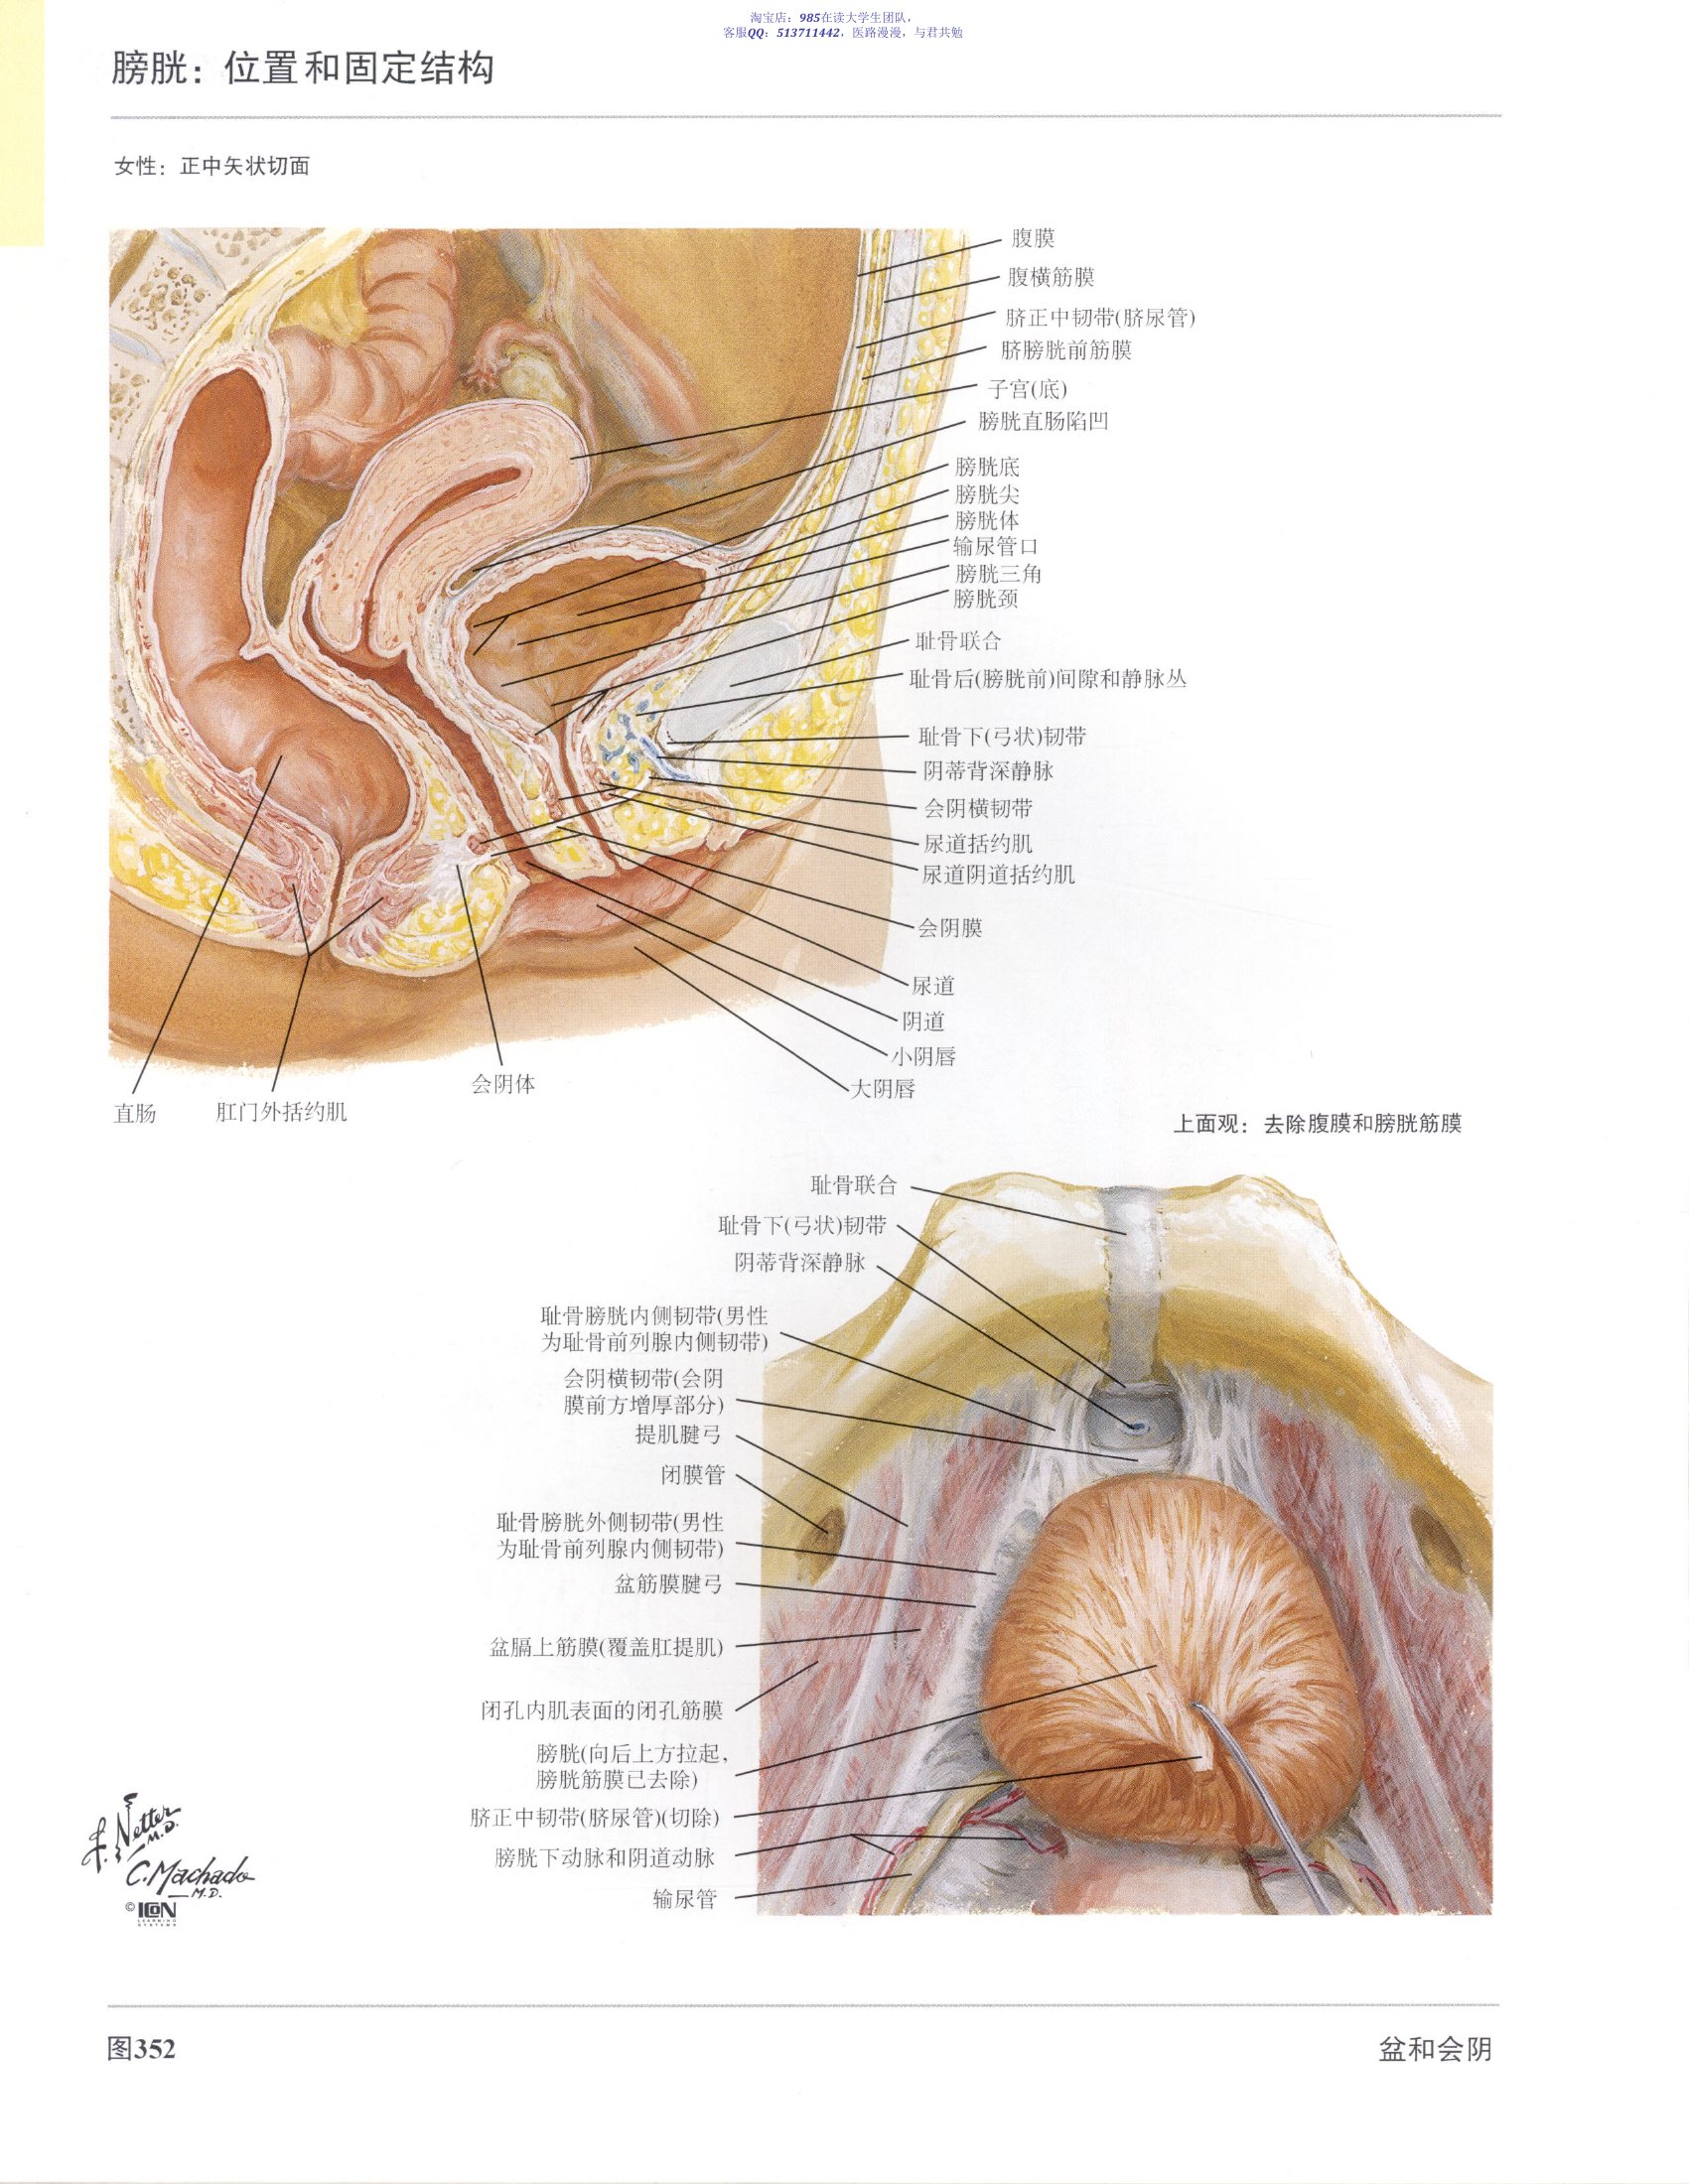 淘宝店：985在读大学生团队，
客服QQ：513711442，医路漫漫，与君共勉
膀胱：位置和固定结构
女性：正中矢状切面
腹膜
腹横筋膜
脐正中韧带(脐尿管)
脐膀胱前筋膜
子宫(底)
膀胱直肠陷凹
膀胱底
膀胱尖
膀胱体
输尿管口
膀胱三角
膀胱颈
耻骨联合
耻骨后(膀胱前)间隙和静脉丛
耻骨下(弓状)韧带
阴蒂背深静脉
会阴横韧带
尿道括约肌
尿道阴道括约肌
会阴膜
尿道
阴道
小阴唇
大阴唇
会阴体
直肠
肛门外括约肌
上面观：去除腹膜和膀胱筋膜
耻骨联合
耻骨下(弓状)韧带
阴蒂背深静脉
耻骨膀胱内侧韧带(男性
为耻骨前列腺内侧韧带)
会阴横韧带(会阴
膜前方增厚部分)
提肌腱弓
闭膜管
耻骨膀胱外侧韧带(男性
为耻骨前列腺内侧韧带)
盆筋膜腱弓
盆膈上筋膜(覆盖肛提肌)
闭孔内肌表面的闭孔筋膜
膀胱(向后上方拉起，
膀胱筋膜已去除)
脐正中韧带(脐尿管)(切除)
膀胱下动脉和阴道动脉
输尿管
F. Netter
M.D.
C. Machado
M.D.
© ICON
LEARNING
SYSTEMS
图352
盆和会阴